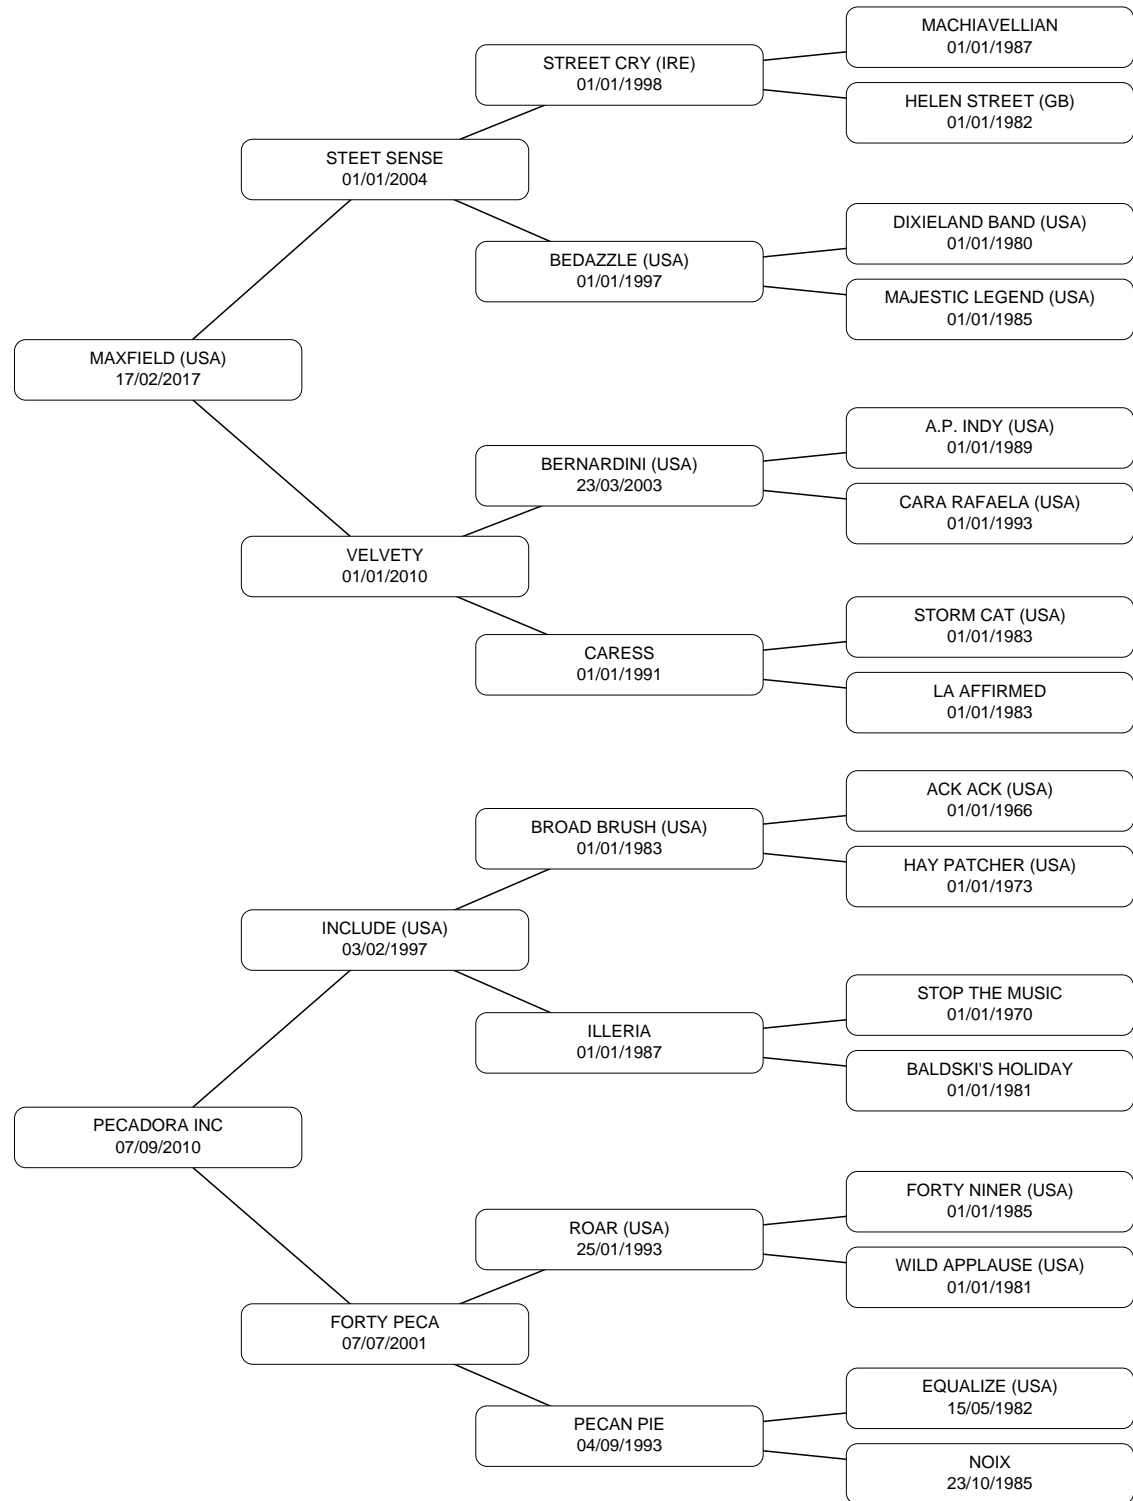 MACHIAVELLIAN
01/01/1987
STREET CRY (IRE)
01/01/1998
HELEN STREET (GB)
01/01/1982
STEET SENSE
01/01/2004
DIXIELAND BAND (USA)
01/01/1980
BEDAZZLE (USA)
01/01/1997
MAJESTIC LEGEND (USA)
01/01/1985
MAXFIELD (USA)
17/02/2017
A.P. INDY (USA)
01/01/1989
BERNARDINI (USA)
23/03/2003
CARA RAFAELA (USA)
01/01/1993
VELVETY
01/01/2010
STORM CAT (USA)
01/01/1983
CARESS
01/01/1991
LA AFFIRMED
01/01/1983
ACK ACK (USA)
01/01/1966
BROAD BRUSH (USA)
01/01/1983
HAY PATCHER (USA)
01/01/1973
INCLUDE (USA)
03/02/1997
STOP THE MUSIC
01/01/1970
ILLERIA
01/01/1987
BALDSKI'S HOLIDAY
01/01/1981
PECADORA INC
07/09/2010
FORTY NINER (USA)
01/01/1985
ROAR (USA)
25/01/1993
WILD APPLAUSE (USA)
01/01/1981
FORTY PECA
07/07/2001
EQUALIZE (USA)
15/05/1982
PECAN PIE
04/09/1993
NOIX
23/10/1985